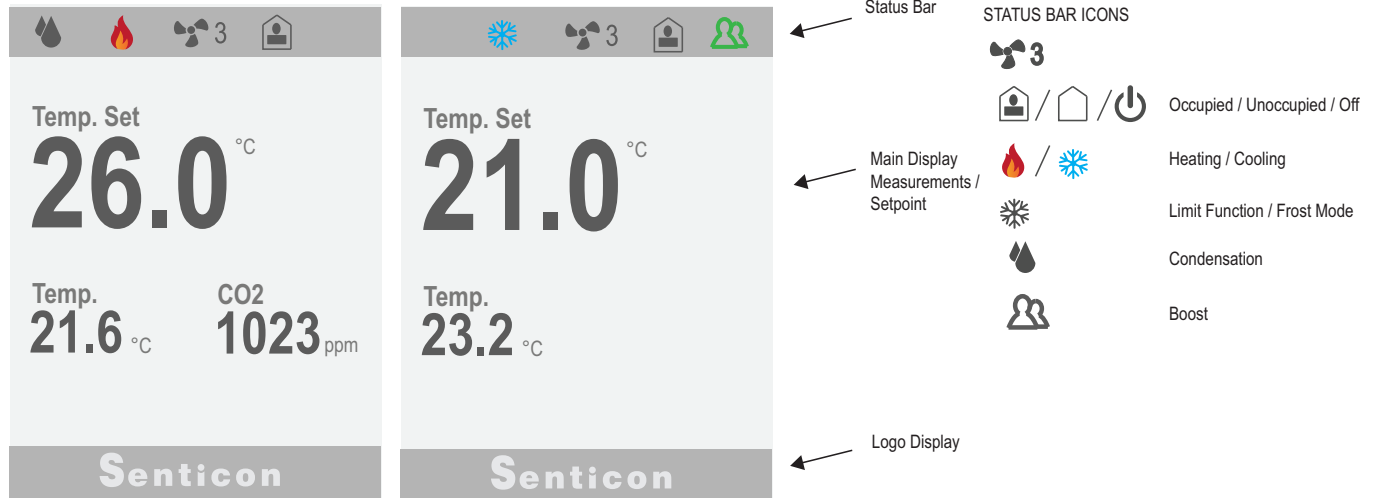 3
Temp. Set
26.0 °C
Temp.
21.6 °C
CO2
1023 ppm
Senticon
3
Temp. Set
21.0 °C
Temp.
23.2 °C
Senticon
Status Bar
Main Display
Measurements /
Setpoint
Logo Display
STATUS BAR ICONS
3
/ / Occupied / Unoccupied / Off
/ Heating / Cooling
Limit Function / Frost Mode
Condensation
Boost